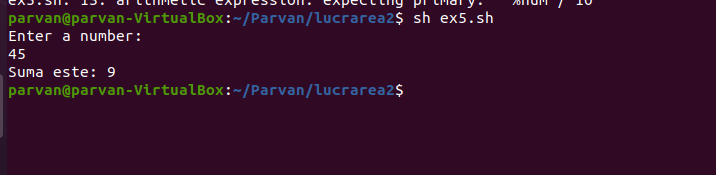 ex5.sh: 13: arithmetic expression: expecting primary: " %num / 10
parvan@parvan-VirtualBox:~/Parvan/lucrarea2$ sh ex5.sh
Enter a number:
45
Suma este: 9
parvan@parvan-VirtualBox:~/Parvan/lucrarea2$